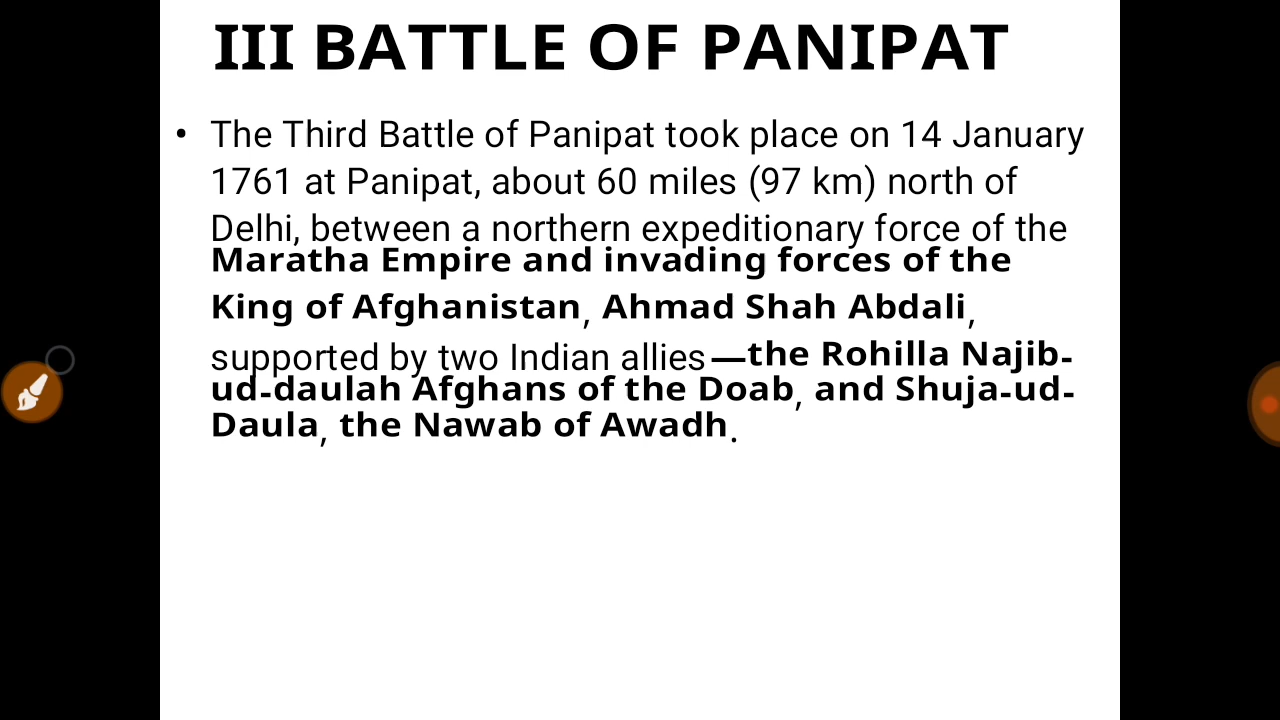 III BATTLE OF PANIPAT
• The Third Battle of Panipat took place on 14 January
1761 at Panipat, about 60 miles (97 km) north of
Delhi, between a northern expeditionary force of the
Maratha Empire and invading forces of the
King of Afghanistan, Ahmad Shah Abdali,
supported by two Indian allies—the Rohilla Najib-
ud-daulah Afghans of the Doab, and Shuja-ud-
Daula, the Nawab of Awadh.